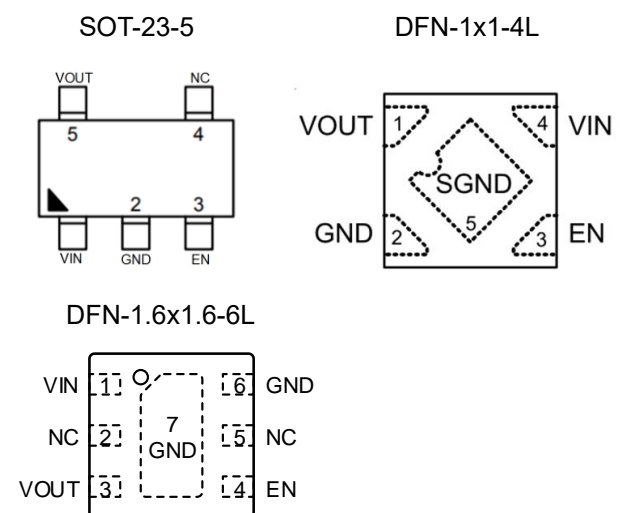 SOT-23-5
VOUT NC
5 4
2 3
VIN GND EN
DFN-1x1-4L
VOUT 1 4 VIN
SGND
5
GND 2 3 EN
DFN-1.6x1.6-6L
VIN 1 6 GND
7
NC 2 5 NC
GND
VOUT 3 4 EN